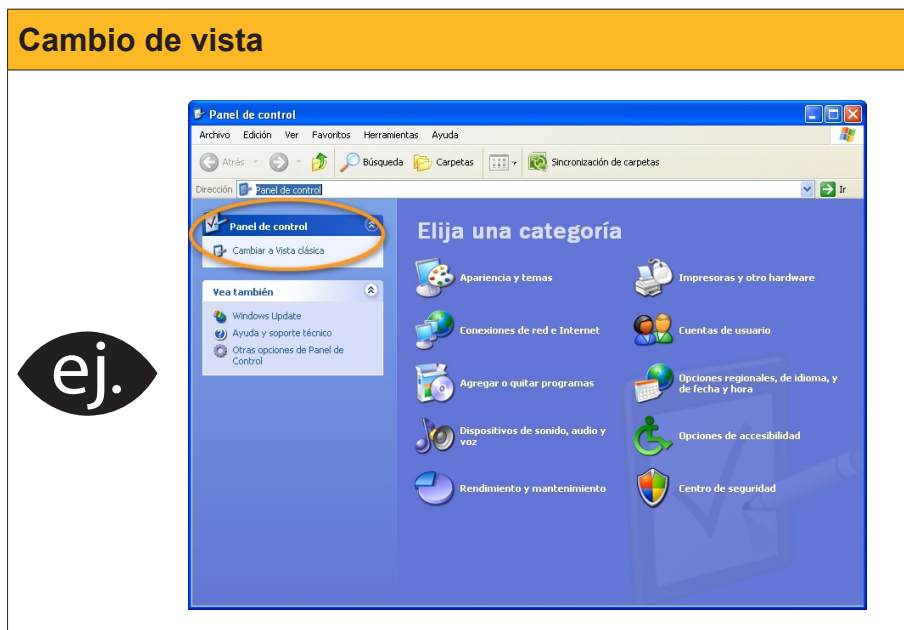 Cambio de vista
Panel de control
Archivo Edición Ver Favoritos Herramientas Ayuda
Atrás Búsqueda Carpetas Sincronización de carpetas
Dirección Panel de control Ir
Panel de control
Cambiar a Vista clásica
Vea también
Windows Update
Ayuda y soporte técnico
Otras opciones de Panel de
Control
ej.
Elija una categoría
Apariencia y temas
Impresoras y otro hardware
Conexiones de red e Internet
Cuentas de usuario
Agregar o quitar programas
Opciones regionales, de idioma, y
de fecha y hora
Dispositivos de sonido, audio y
voz
Opciones de accesibilidad
Rendimiento y mantenimiento
Centro de seguridad